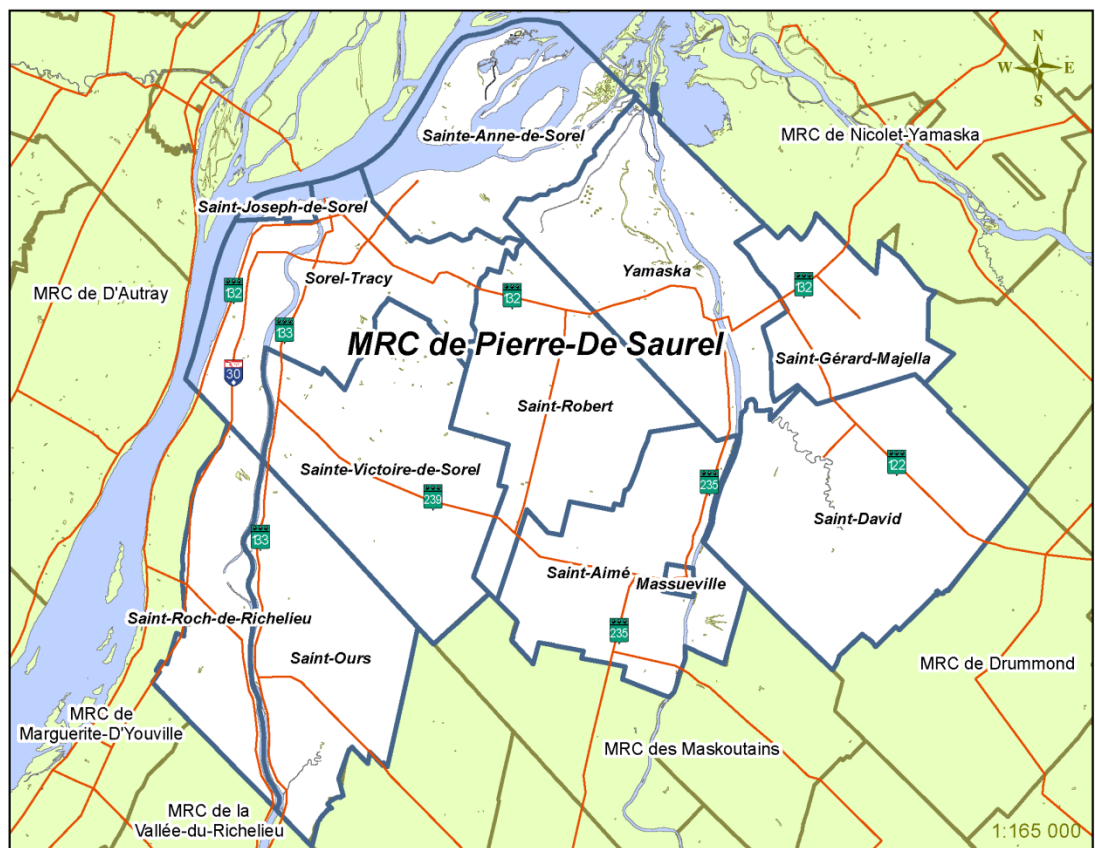 N
W E
S
Sainte-Anne-de-Sorel
MRC de Nicolet-Yamaska
Saint-Joseph-de-Sorel
Yamaska
Sorel-Tracy
MRC de D'Autray
132
132
132
133
MRC de Pierre-De Saurel
Saint-Gérard-Majella
30
Saint-Robert
Sainte-Victoire-de-Sorel
122
235
239
Saint-David
133
Saint-Aimé
Massueville
Saint-Roch-de-Richelieu
235
Saint-Ours
MRC de Drummond
MRC de
Marguerite-D'Youville
MRC des Maskoutains
MRC de la
Vallée-du-Richelieu
1:165 000